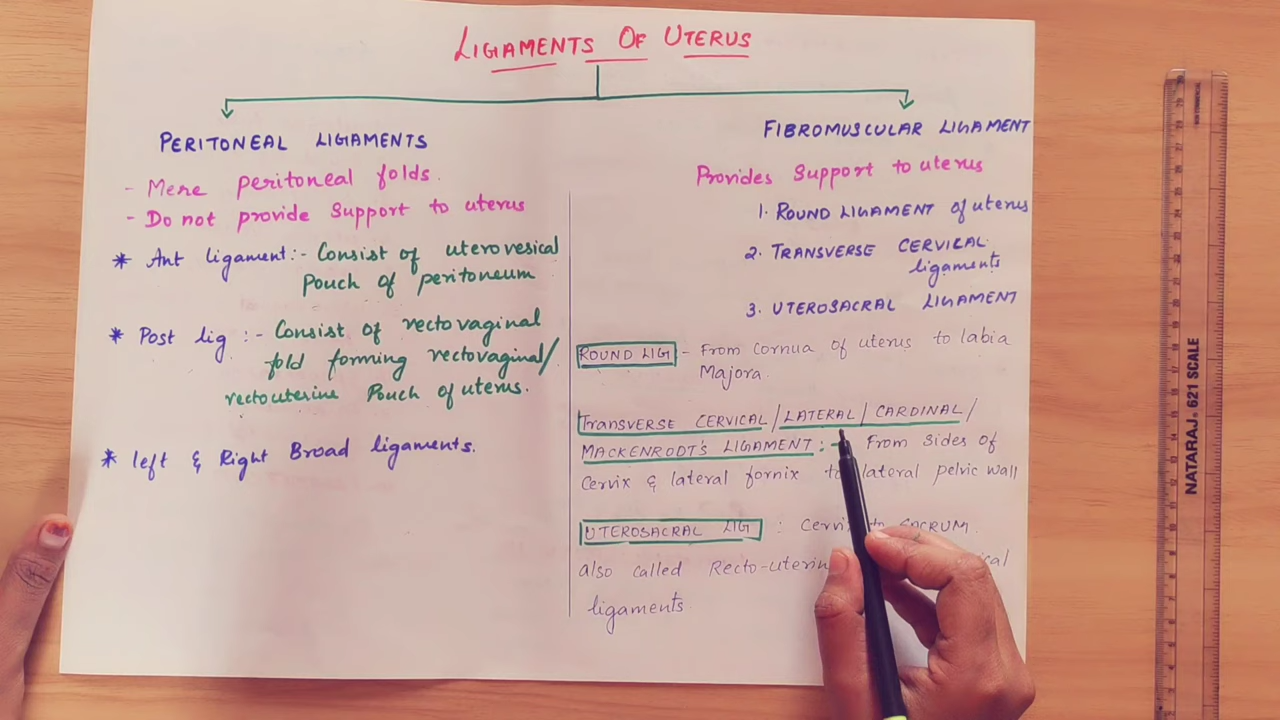 LIGAMENTS OF UTERUS
PERITONEAL LIGAMENTS
- Mere peritoneal folds.
- Do not provide Support to uterus
* Ant ligament:- Consist of uterovesical
Pouch of peritoneum
* Post lig :- Consist of rectovaginal
fold forming rectovaginal/
rectouterine Pouch of uterus.
* left & Right Broad ligaments.
FIBROMUSCULAR LIGAMENT
Provides Support to uterus
1. ROUND LIGAMENT of uterus
2. TRANSVERSE CERVICAL
ligaments
3. UTEROSACRAL LIGAMENT
ROUND LIG - From Cornua of uterus to labia
Majora.
TRANSVERSE CERVICAL / LATERAL / CARDINAL /
MACKENRODT'S LIGAMENT :- From Sides of
Cervix & lateral fornix to lateral pelvic wall
UTEROSACRAL LIG : Cervix to SACRUM.
also called Recto-uterin
ligaments.
NATARAJ 621 SCALE